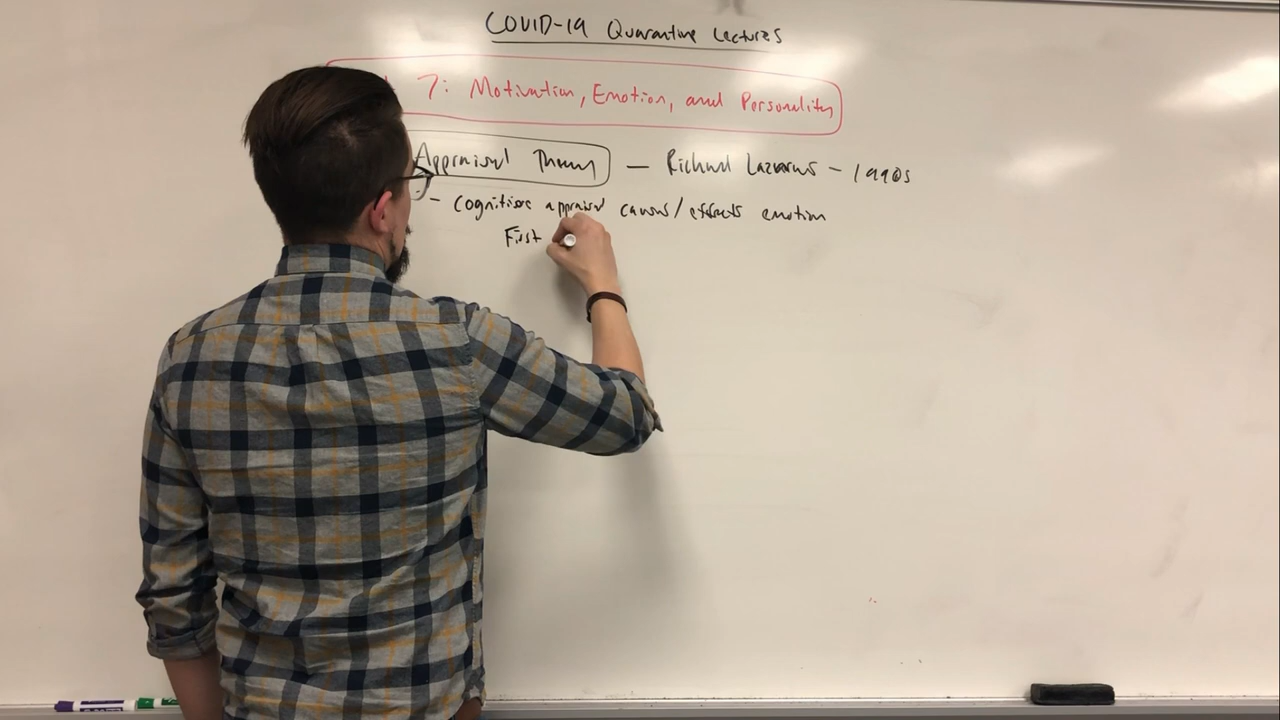 COVID-19 Quarantine Lectures
7: Motivation, Emotion, and Personality
Appraisal Theory — Richard Lazarus - 1990s
- cognitive appraisal causes/effects emotion
First